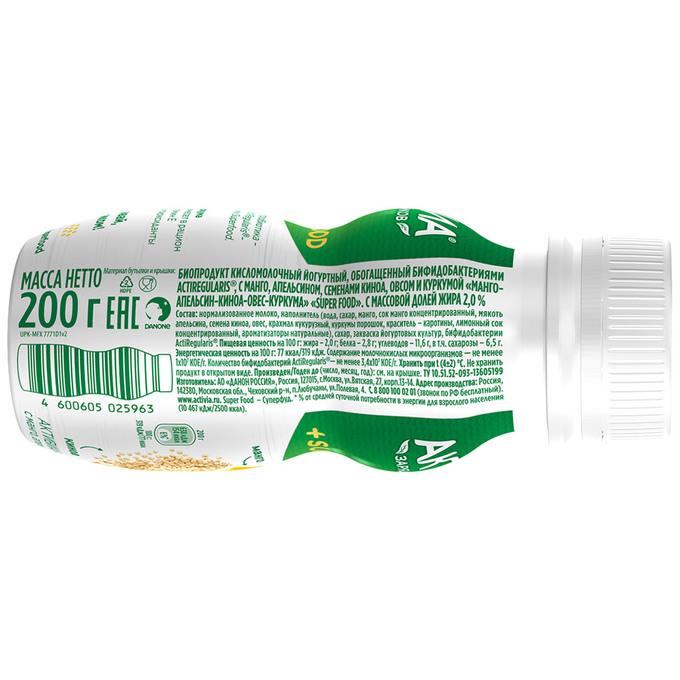 БИОПРОДУКТ КИСЛОМОЛОЧНЫЙ ЙОГУРТНЫЙ, ОБОГАЩЕННЫЙ БИФИДОБАКТЕРИЯМИ
ACTIREGULARIS®, С МАНГО, АПЕЛЬСИНОМ, СЕМЕНАМИ КИНОА, ОВСОМ И КУРКУМОЙ «МАНГО-
АПЕЛЬСИН-КИНОА-ОВЕС-КУРКУМА» «SUPER FOOD». С МАССОВОЙ ДОЛЕЙ ЖИРА 2,0 %
Состав: нормализованное молоко, наполнитель (вода, сахар, манго, сок манго концентрированный, мякоть
апельсина, семена киноа, овес, крахмал кукурузный, куркумы порошок, краситель – каротины, лимонный сок
концентрированный, ароматизаторы натуральные), сахар, закваска йогуртовых культур, бифидобактерии
ActiRegularis®. Пищевая ценность на 100 г: жира - 2,0 г; белка - 2,8 г; углеводов – 11,6 г, в т.ч. сахарозы – 6,5 г.
Энергетическая ценность на 100 г: 77 ккал/319 кДж. Содержание молочнокислых микроорганизмов — не менее
1x10⁷ КОЕ/г. Количество бифидобактерий ActiRegularis®— не менее 3,4x10⁷ КОЕ/г. Хранить при t (4±2) °С. Не хранить
продукт в открытом виде. Произведен/Годен до (число, месяц, год): см. на крышке. ТУ 10.51.52-093-13605199
Изготовитель: АО «ДАНОН РОССИЯ», Россия, 127015, г.Москва, ул.Вятская, 27, корп.13-14. Адрес производства: Россия,
142380, Московская обл., Чеховский р-н, п.Любучаны, ул.Полевая, 4. С 8 800 100 02 01 (звонок по РФ бесплатный).
www.activia.ru. Super Food – Суперфуд. * % от средней суточной потребности в энергии для взрослого населения
(10 467 кДж/2500 ккал).
МАССА НЕТТО
200 г
ЕАС
DANONE
Материал бутылки и крышки:
2
HDPE
UPK-MFX 777101v2
4 600605 025963
КИНОА
МАНГО